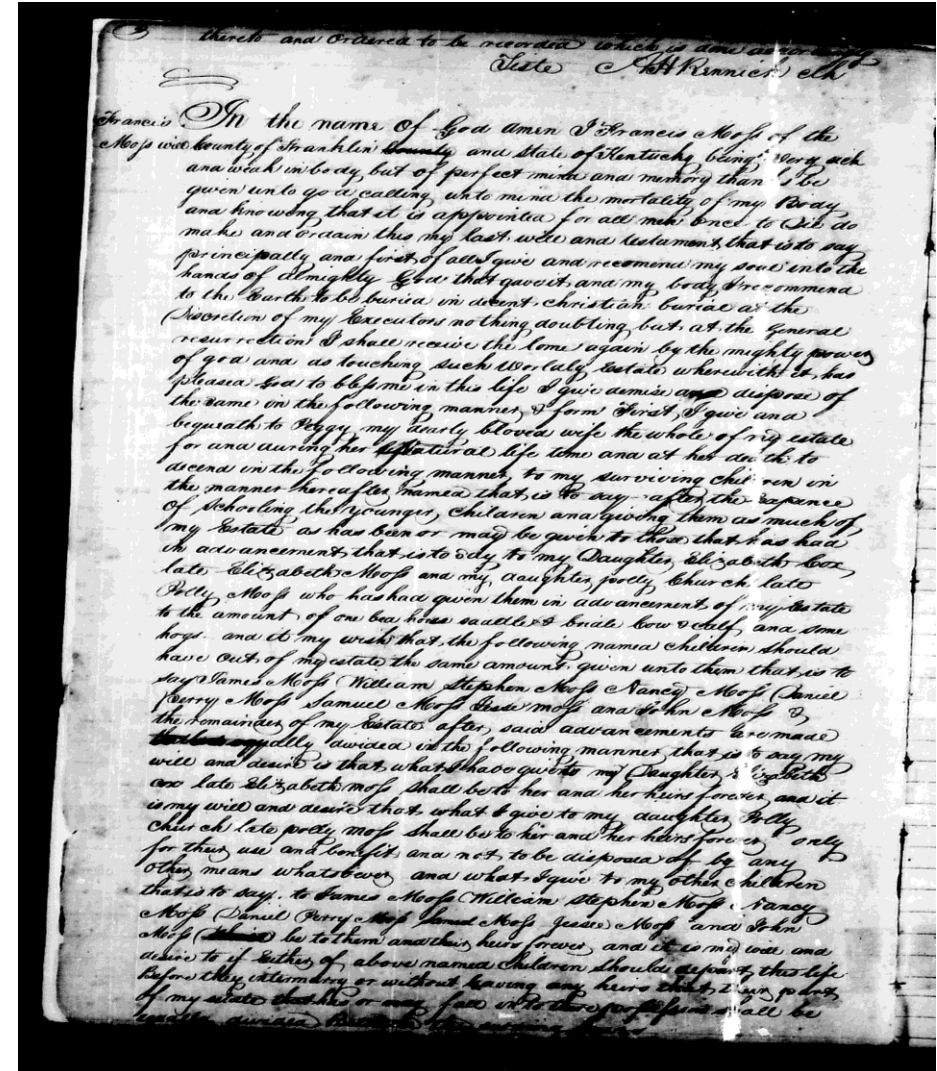 thereto and Ordered to be recorded which is done accordingly
Teste A H Rennick clk
Francis In the name of God Amen I Francis Moss of the
Moss will County of Franklin County and State of Kentucky being Very sick
and weak in body, but of perfect mind and memory thanks be
given unto god calling unto mind the mortality of my Body
and knowing that it is appointed for all men Once to Die do
make and ordain this my last will and testament, that is to say
principally and first of all I give and recomend my soul into the
hands of Almighty God that gave it, and my body I recommend
to the Earth to be buried in decent christian burial at the
Discretion of my Executors nothing doubting but at the General
resurrection I shall receive the same again by the mighty power
of god and as touching such Worldly Estate wherewith it has
pleased God to bless me in this life I give demise and dispose of
the same in the following manner & form First, I give and
bequeath to Peggy my dearly bloved wife the whole of my estate
for and during her natural life time and at her death to
decend in the following manner to my surviving children in
the manner hereafter named that is to say after the Expence
of Schooling the younger Children and giving them as much of
my Estate as has been or may be given to those that has had
in advancement, that is to say to my Daughter Elizabeth Cox
late Elizabeth Moss and my daughter polly Church late
Polly Moss who has had given them in advancement of my Estate
to the amount of one bea horse saddle & bridle Cow & Calf and some
hogs and it my wish that the following named children should
have out of my estate the same amount given unto them that is to
say James Moss William Stephen Moss Nancy Moss Daniel
Perry Moss Samuel Moss Jesse moss and John Moss &
the remainder of my Estate after said advancements are made
equally divided in the following manner that is to say my
will and desire is that what I have given to my Daughter Elizabeth
cox late Elizabeth moss shall be to her and her heirs forever and it
is my will and desire that what I give to my daughter Polly
church late polly moss shall be to her and her heirs forever only
for their use and benefit and not to be disposed of by any
other means whatsoever and what I give to my other children
that is to say to James Moss William Stephen Moss Nancy
Moss Daniel Perry Moss Moss Jesse Moss and John
Moss be to them and their heirs forever and it is my will and
desire to if Either of above named children should depart this life
Before they intermarry or without leaving any heirs that their part
of my estate that has or may fall into there possession shall be
equally divided